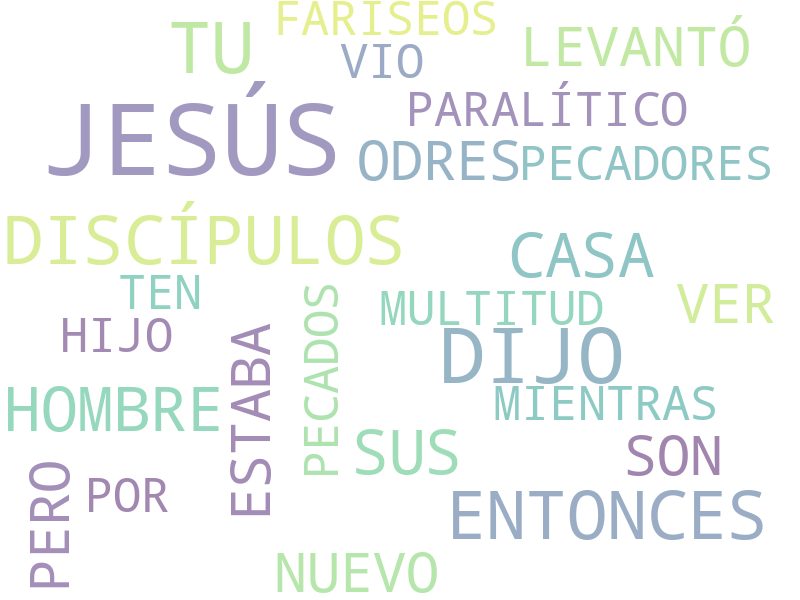 FARISEOS
TU
VIO
LEVANTÓ
JESÚS
PARALÍTICO
ODRES
PECADORES
DISCÍPULOS
CASA
TEN
MULTITUD
VER
HIJO
PECADOS
ESTABA
DIJO
HOMBRE
MIENTRAS
SUS
SON
PERO
POR
ENTONCES
NUEVO